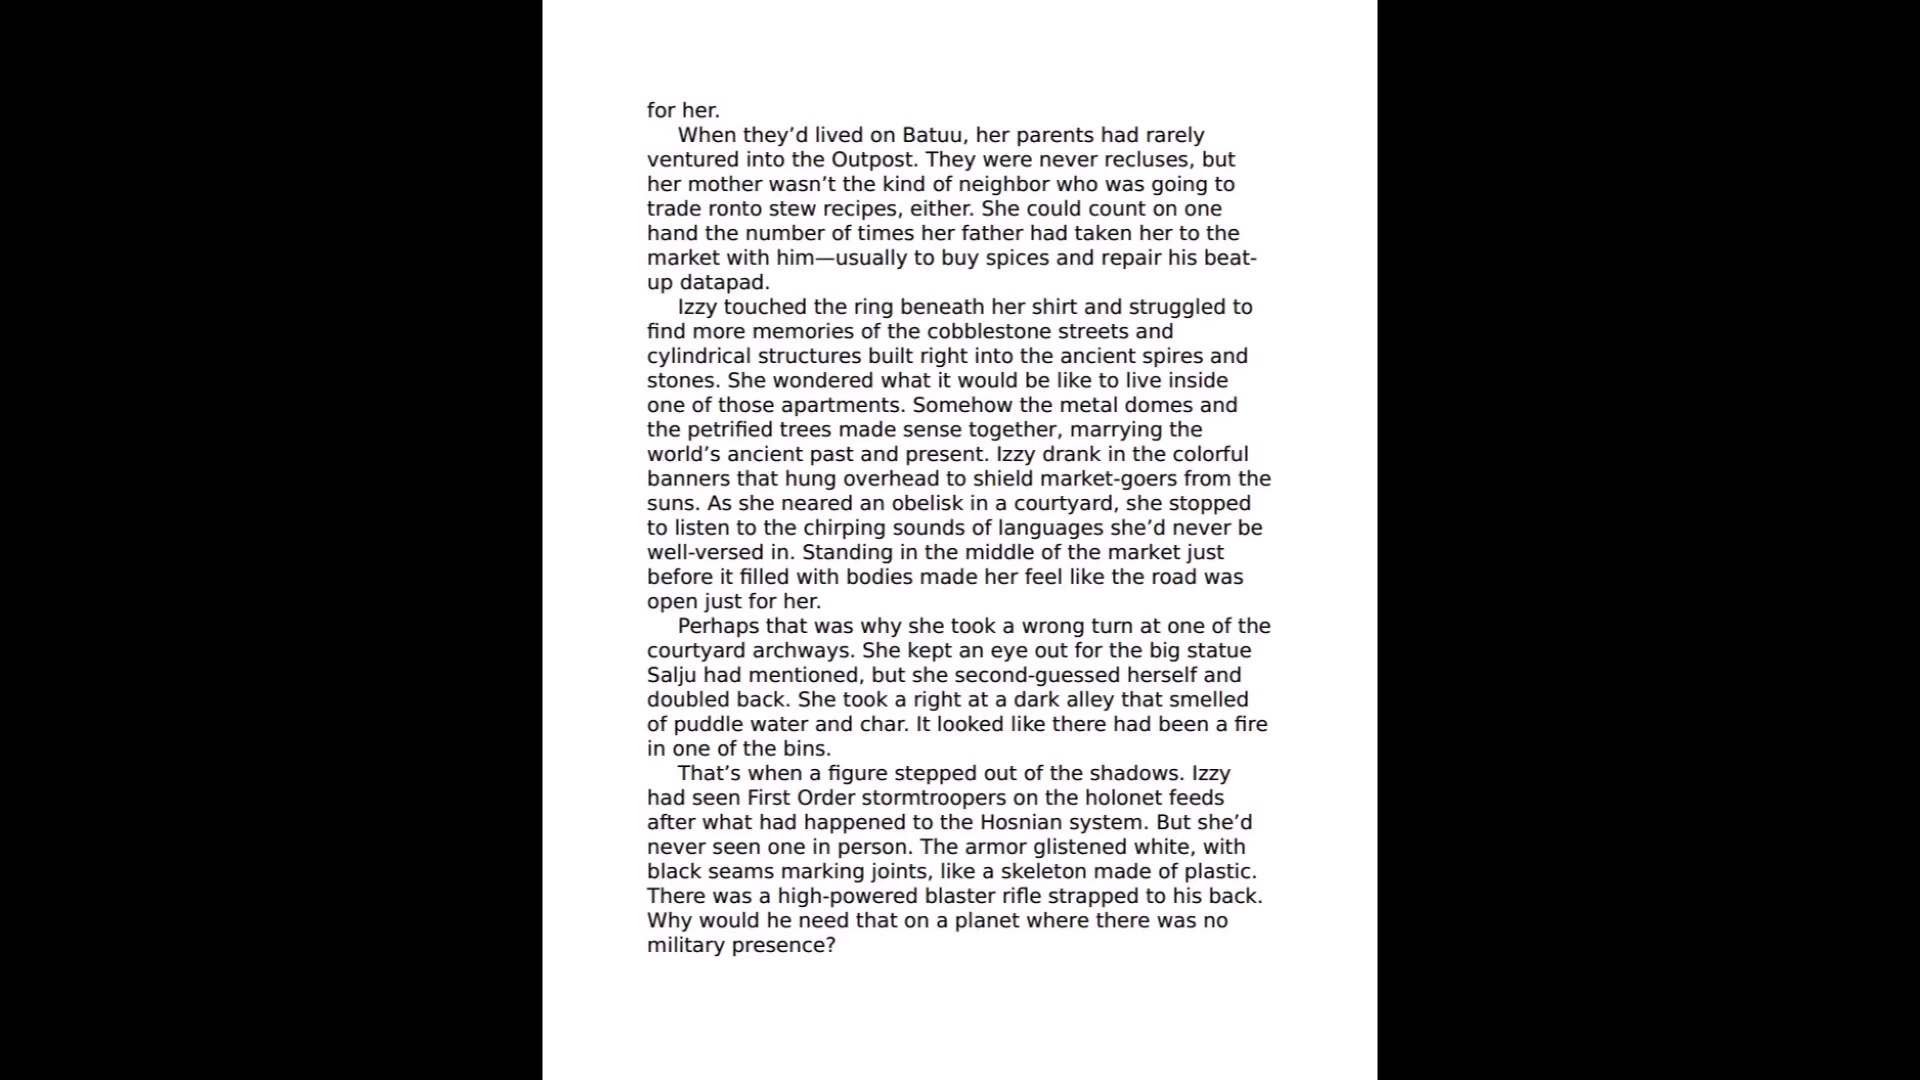 for her.
When they’d lived on Batuu, her parents had rarely
ventured into the Outpost. They were never recluses, but
her mother wasn’t the kind of neighbor who was going to
trade ronto stew recipes, either. She could count on one
hand the number of times her father had taken her to the
market with him—usually to buy spices and repair his beat-
up datapad.
Izzy touched the ring beneath her shirt and struggled to
find more memories of the cobblestone streets and
cylindrical structures built right into the ancient spires and
stones. She wondered what it would be like to live inside
one of those apartments. Somehow the metal domes and
the petrified trees made sense together, marrying the
world’s ancient past and present. Izzy drank in the colorful
banners that hung overhead to shield market-goers from the
suns. As she neared an obelisk in a courtyard, she stopped
to listen to the chirping sounds of languages she’d never be
well-versed in. Standing in the middle of the market just
before it filled with bodies made her feel like the road was
open just for her.
Perhaps that was why she took a wrong turn at one of the
courtyard archways. She kept an eye out for the big statue
Salju had mentioned, but she second-guessed herself and
doubled back. She took a right at a dark alley that smelled
of puddle water and char. It looked like there had been a fire
in one of the bins.
That’s when a figure stepped out of the shadows. Izzy
had seen First Order stormtroopers on the holonet feeds
after what had happened to the Hosnian system. But she’d
never seen one in person. The armor glistened white, with
black seams marking joints, like a skeleton made of plastic.
There was a high-powered blaster rifle strapped to his back.
Why would he need that on a planet where there was no
military presence?